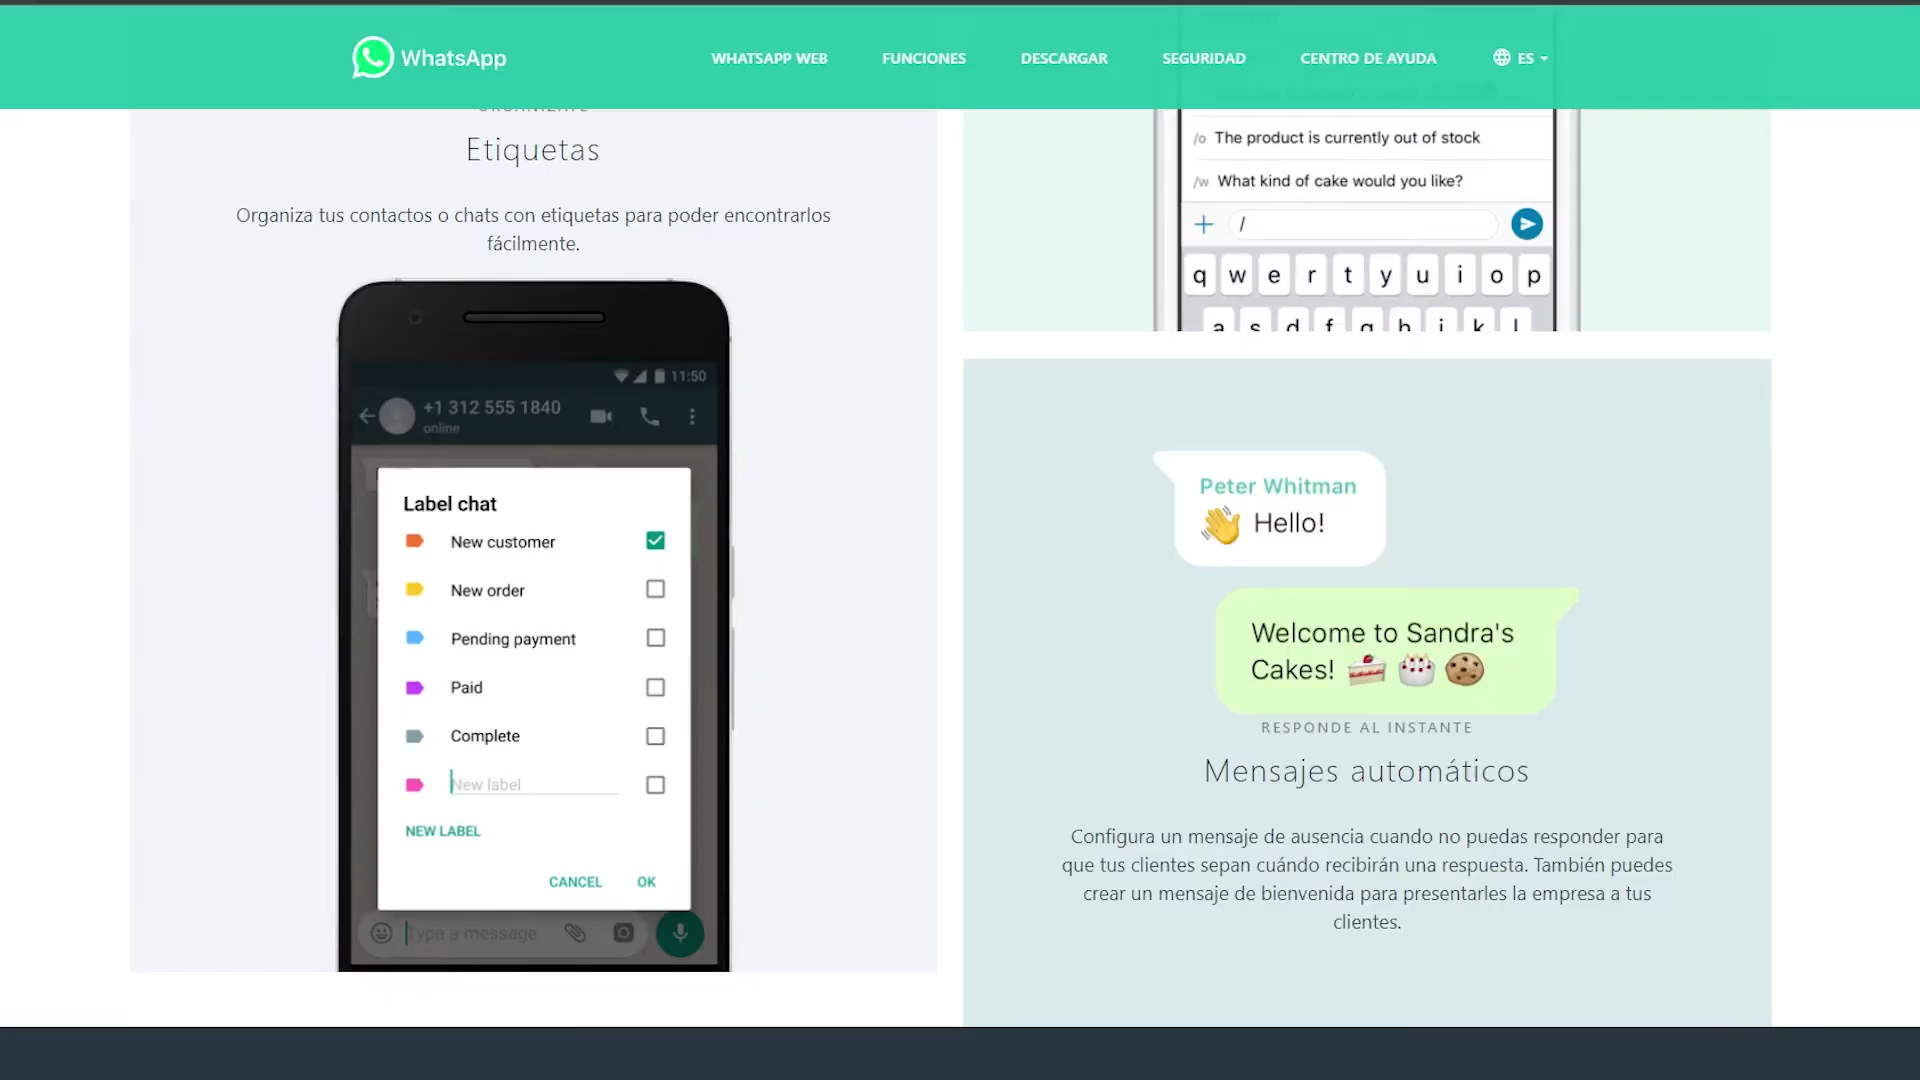 WhatsApp
WHATSAPP WEB
FUNCIONES
DESCARGAR
SEGURIDAD
CENTRO DE AYUDA
ES
Etiquetas
Organiza tus contactos o chats con etiquetas para poder encontrarlos
fácilmente.
11:50
+1 312 555 1840
online
Label chat
New customer
New order
Pending payment
Paid
Complete
New label
NEW LABEL
CANCEL OK
Type a message
/o The product is currently out of stock
/w What kind of cake would you like?
/
q w e r t y u i o p
a s d f g h j k l
Peter Whitman
👋 Hello!
Welcome to Sandra's
Cakes! 🍰 🎂 🍪
RESPONDE AL INSTANTE
Mensajes automáticos
Configura un mensaje de ausencia cuando no puedas responder para
que tus clientes sepan cuándo recibirán una respuesta. También puedes
crear un mensaje de bienvenida para presentarles la empresa a tus
clientes.